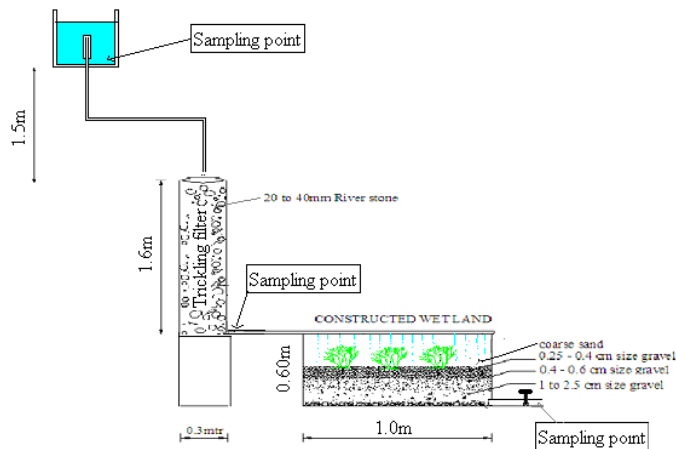 Sampling point
1.5m
20 to 40mm River stone
Trickling filter
1.6m
Sampling point
CONSTRUCTED WETLAND
coarse sand
0.25 - 0.4 cm size gravel
0.4 - 0.6 cm size gravel
1 to 2.5 cm size gravel
0.60m
0.3mtr
1.0m
Sampling point